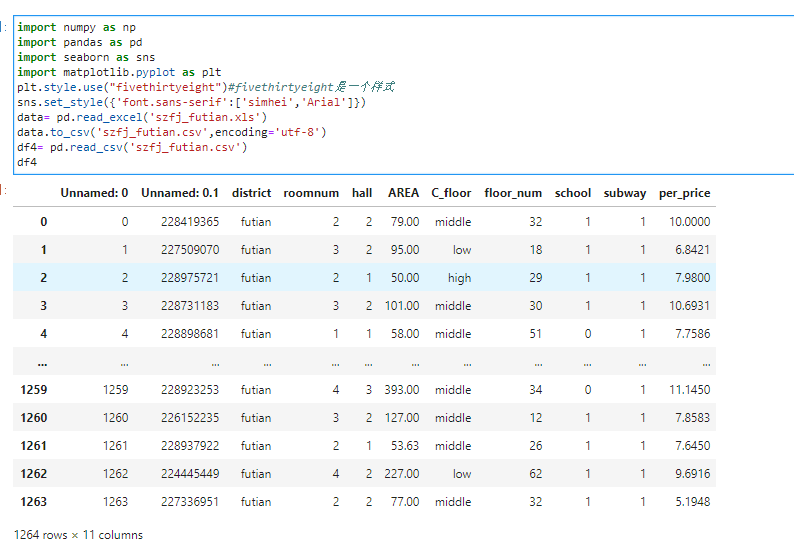 import numpy as np
import pandas as pd
import seaborn as sns
import matplotlib.pyplot as plt
plt.style.use("fivethirtyeight")#fivethirtyeight是一个样式
sns.set_style({'font.sans-serif':['simhei','Arial']})
data= pd.read_excel('szfj_futian.xls')
data.to_csv('szfj_futian.csv',encoding='utf-8')
df4= pd.read_csv('szfj_futian.csv')
df4
Unnamed: 0 Unnamed: 0.1 district roomnum hall AREA C_floor floor_num school subway per_price
0 0 228419365 futian 2 2 79.00 middle 32 1 1 10.0000
1 1 227509070 futian 3 2 95.00 low 18 1 1 6.8421
2 2 228975721 futian 2 1 50.00 high 29 1 1 7.9800
3 3 228731183 futian 3 2 101.00 middle 30 1 1 10.6931
4 4 228898681 futian 1 1 58.00 middle 51 0 1 7.7586
... ... ... ... ... ... ... ... ... ... ... ...
1259 1259 228923253 futian 4 3 393.00 middle 34 0 1 11.1450
1260 1260 226152235 futian 3 2 127.00 middle 12 1 1 7.8583
1261 1261 228937922 futian 2 1 53.63 middle 26 1 1 7.6450
1262 1262 224445449 futian 4 2 227.00 low 62 1 1 9.6916
1263 1263 227336951 futian 2 2 77.00 middle 32 1 1 5.1948
1264 rows × 11 columns